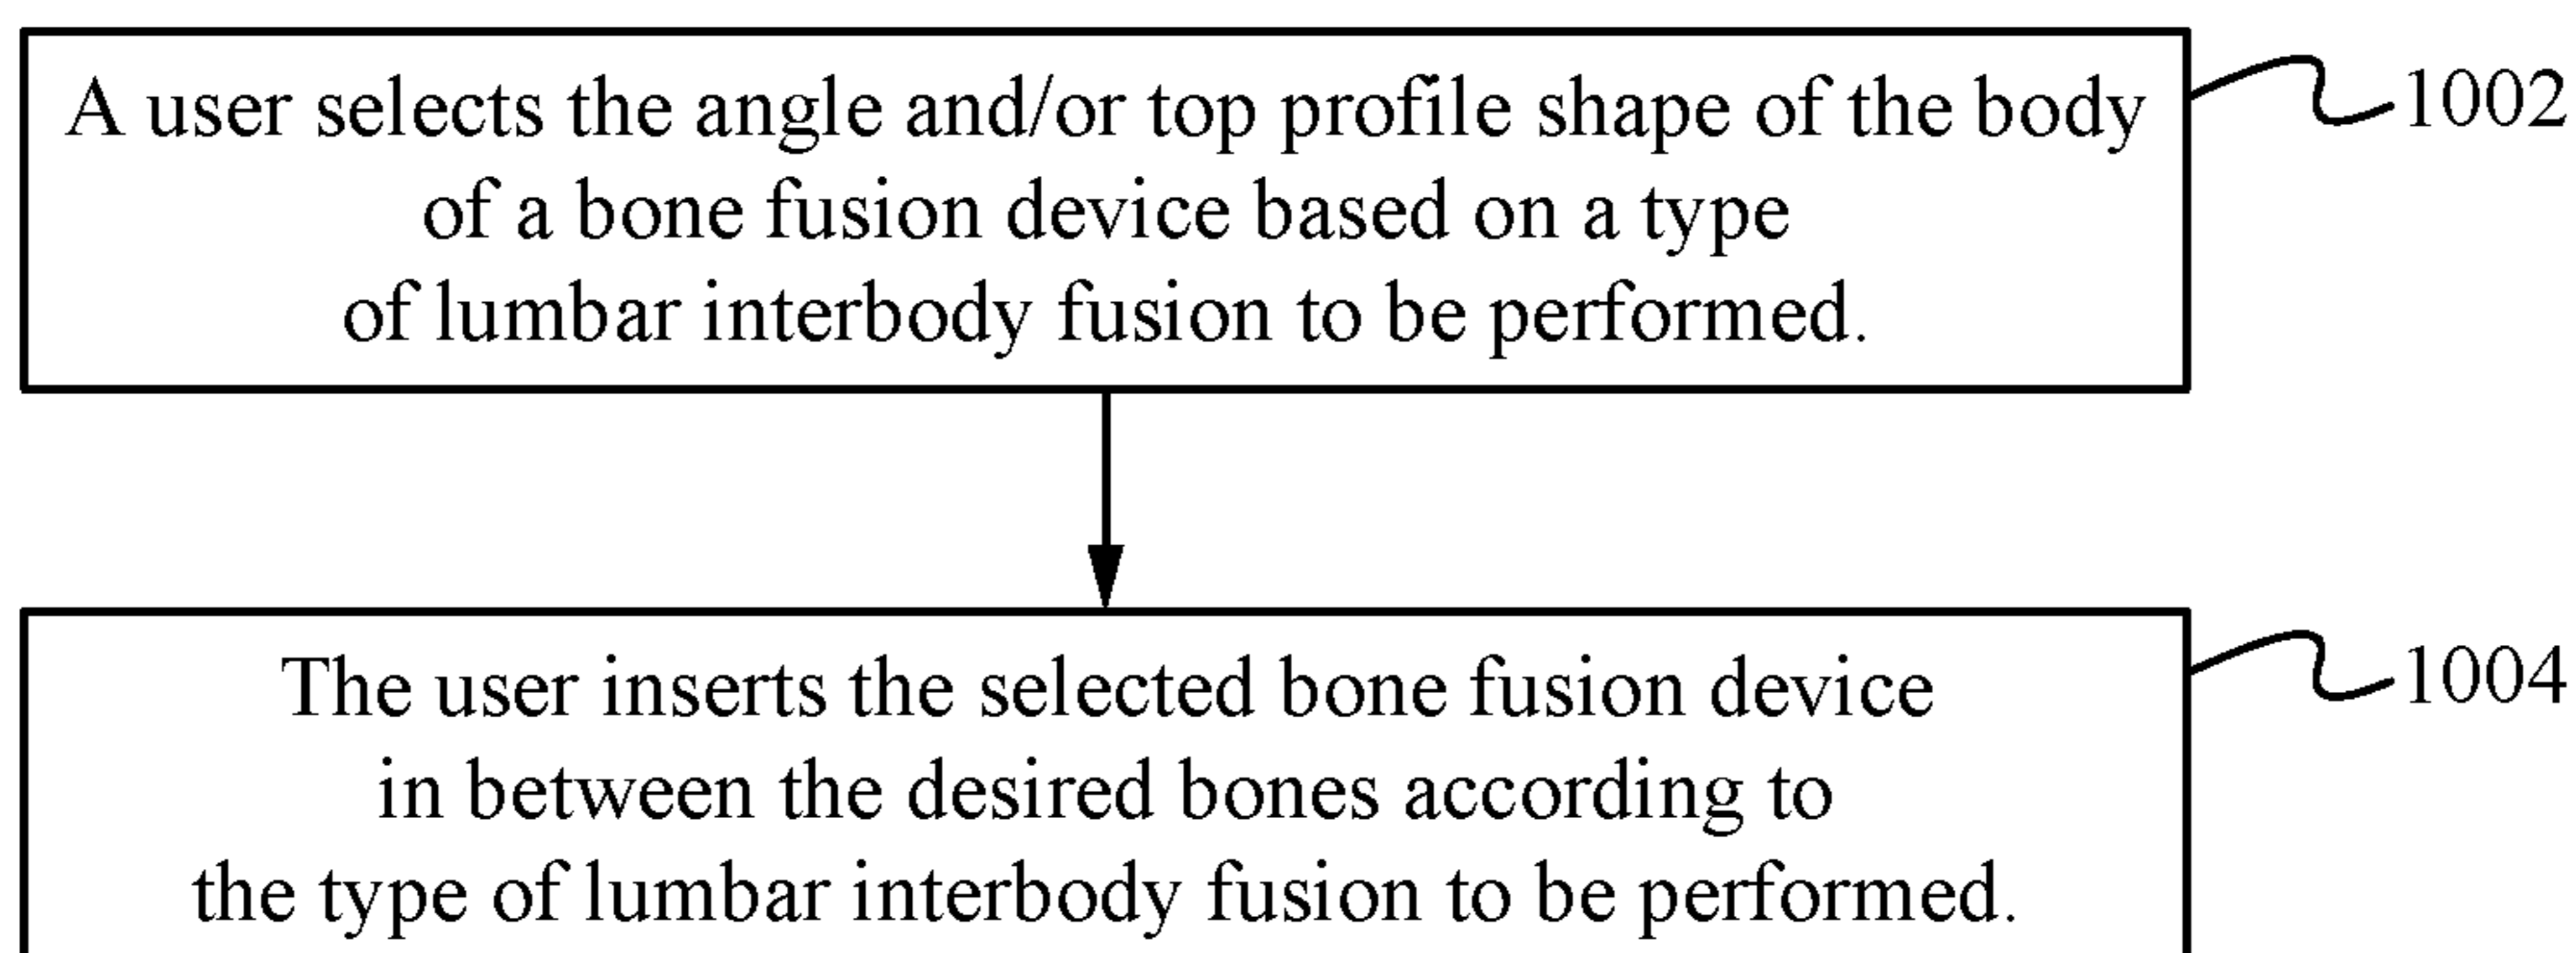 A user selects the angle and/or top profile shape of the body
of a bone fusion device based on a type
of lumbar interbody fusion to be performed.
1002
The user inserts the selected bone fusion device
in between the desired bones according to
the type of lumbar interbody fusion to be performed.
1004